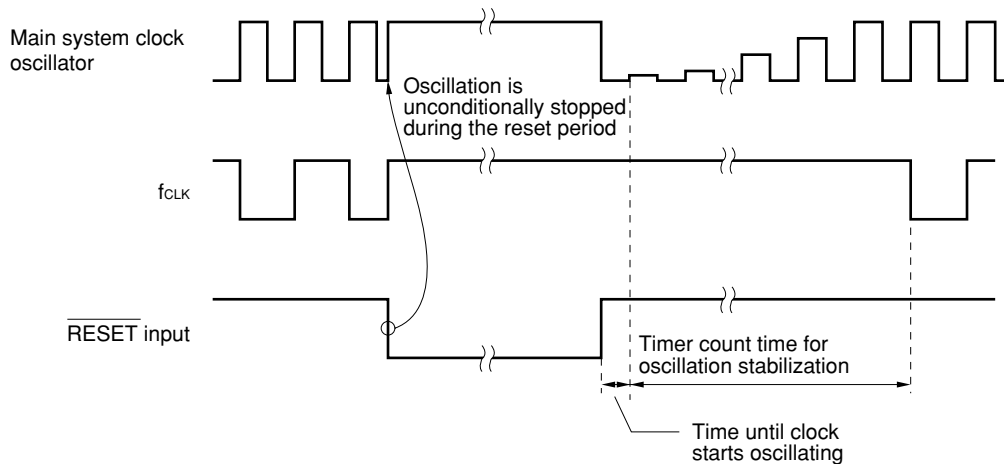 Main system clock
oscillator
Oscillation is
unconditionally stopped
during the reset period
fCLK
RESET input
Timer count time for
oscillation stabilization
Time until clock
starts oscillating